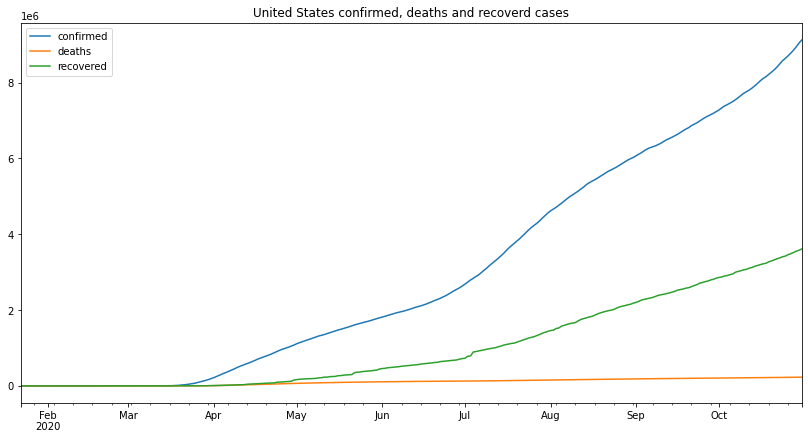 United States confirmed, deaths and recoverd cases
1e6
confirmed
deaths
recovered
8
6
4
2
0
Feb Mar Apr May Jun Jul Aug Sep Oct
2020